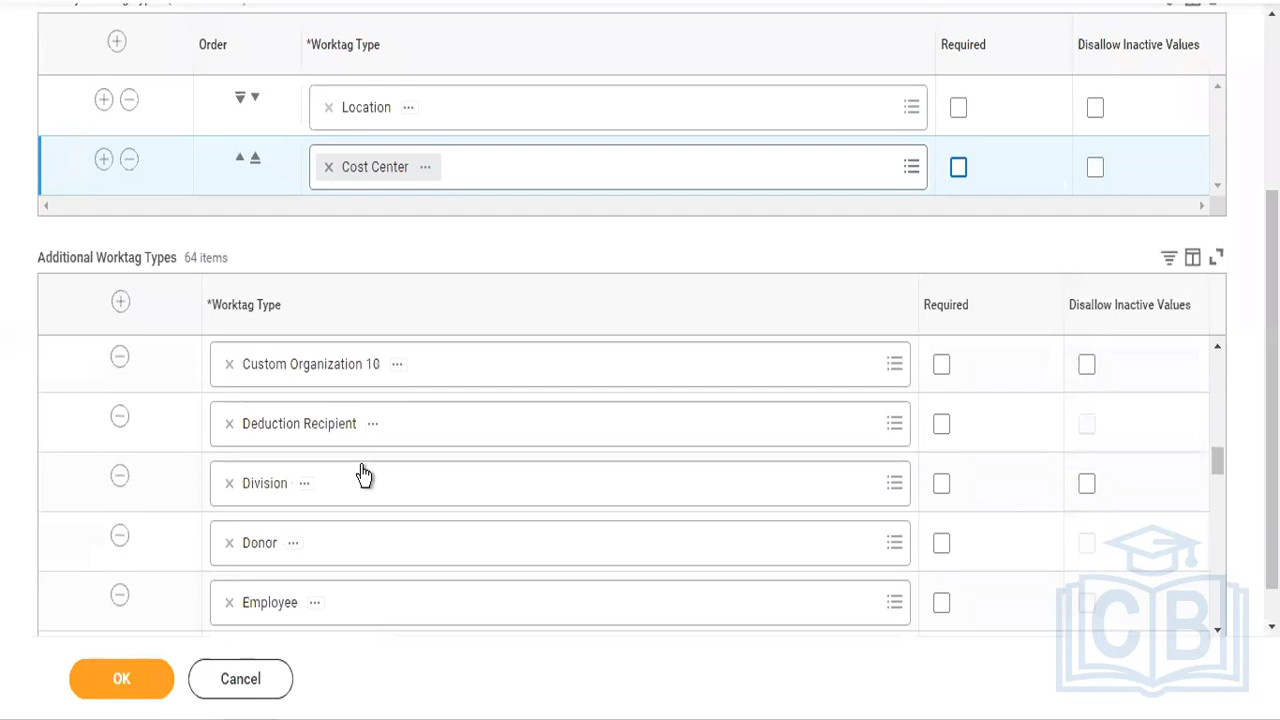 Order *Worktag Type Required Disallow Inactive Values
Location ...
Cost Center ...
Additional Worktag Types 64 items
*Worktag Type Required Disallow Inactive Values
Custom Organization 10 ...
Deduction Recipient ...
Division ...
Donor ...
Employee ...
OK Cancel
CB